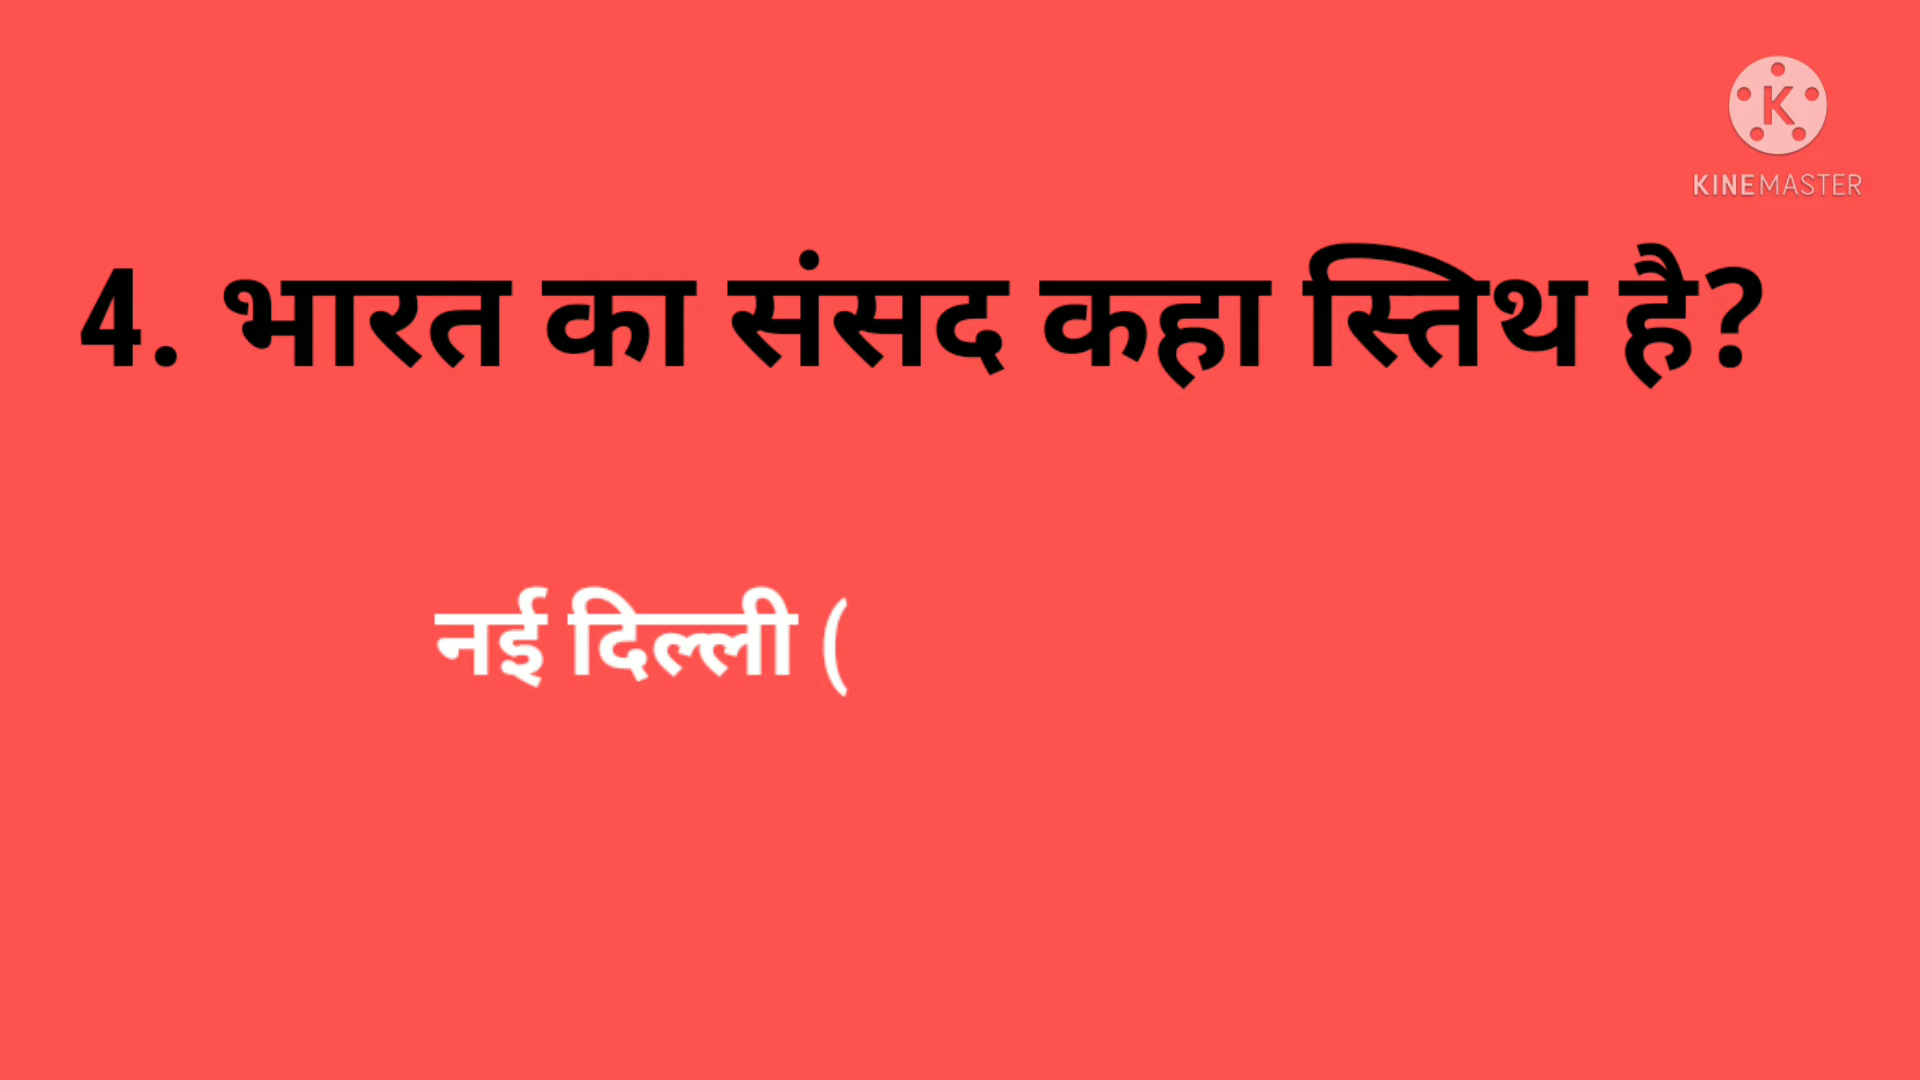 K
KINEMASTER
4. भारत का संसद कहा स्तिथ है?
नई दिल्ली (